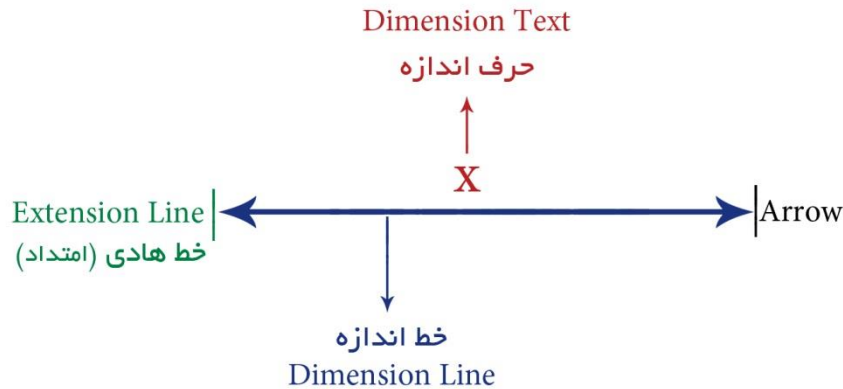 Dimension Text
حرف اندازه
X
Extension Line
خط هادی (امتداد)
Arrow
خط اندازه
Dimension Line